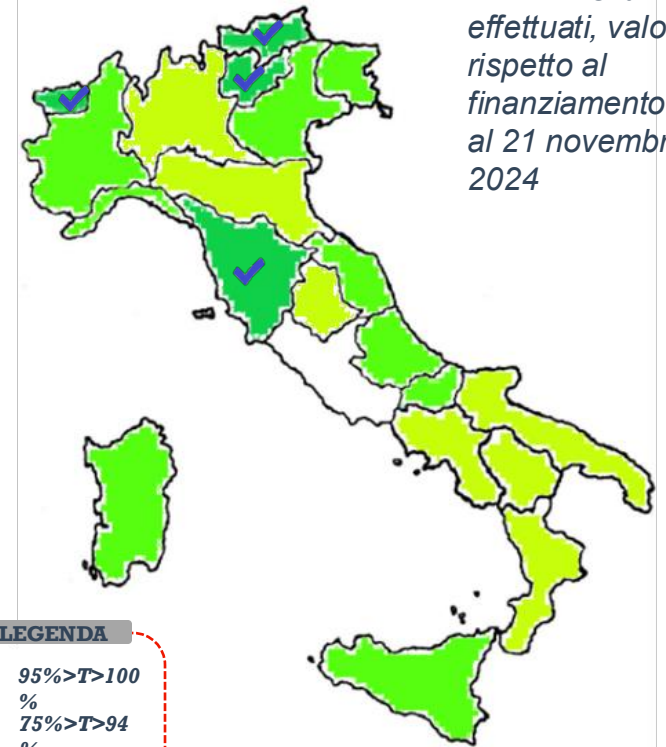 effettuati, valo
rispetto al
finanziamento
al 21 novembr
2024
LEGENDA
95%>T>100
%
75%>T>94